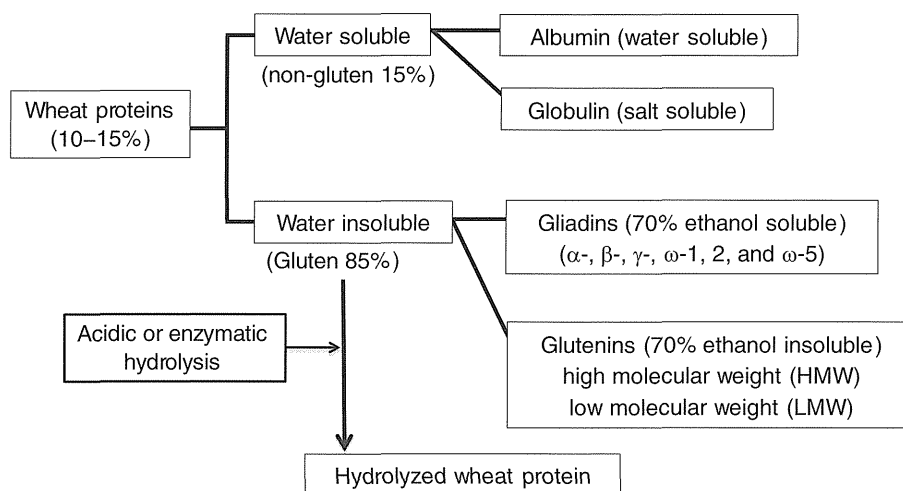 Water soluble
(non-gluten 15%)
Albumin (water soluble)
Globulin (salt soluble)
Wheat proteins
(10–15%)
Water insoluble
(Gluten 85%)
Gliadins (70% ethanol soluble)
(α-, β-, γ-, ω-1, 2, and ω-5)
Acidic or enzymatic
hydrolysis
Glutenins (70% ethanol insoluble)
high molecular weight (HMW)
low molecular weight (LMW)
Hydrolyzed wheat protein